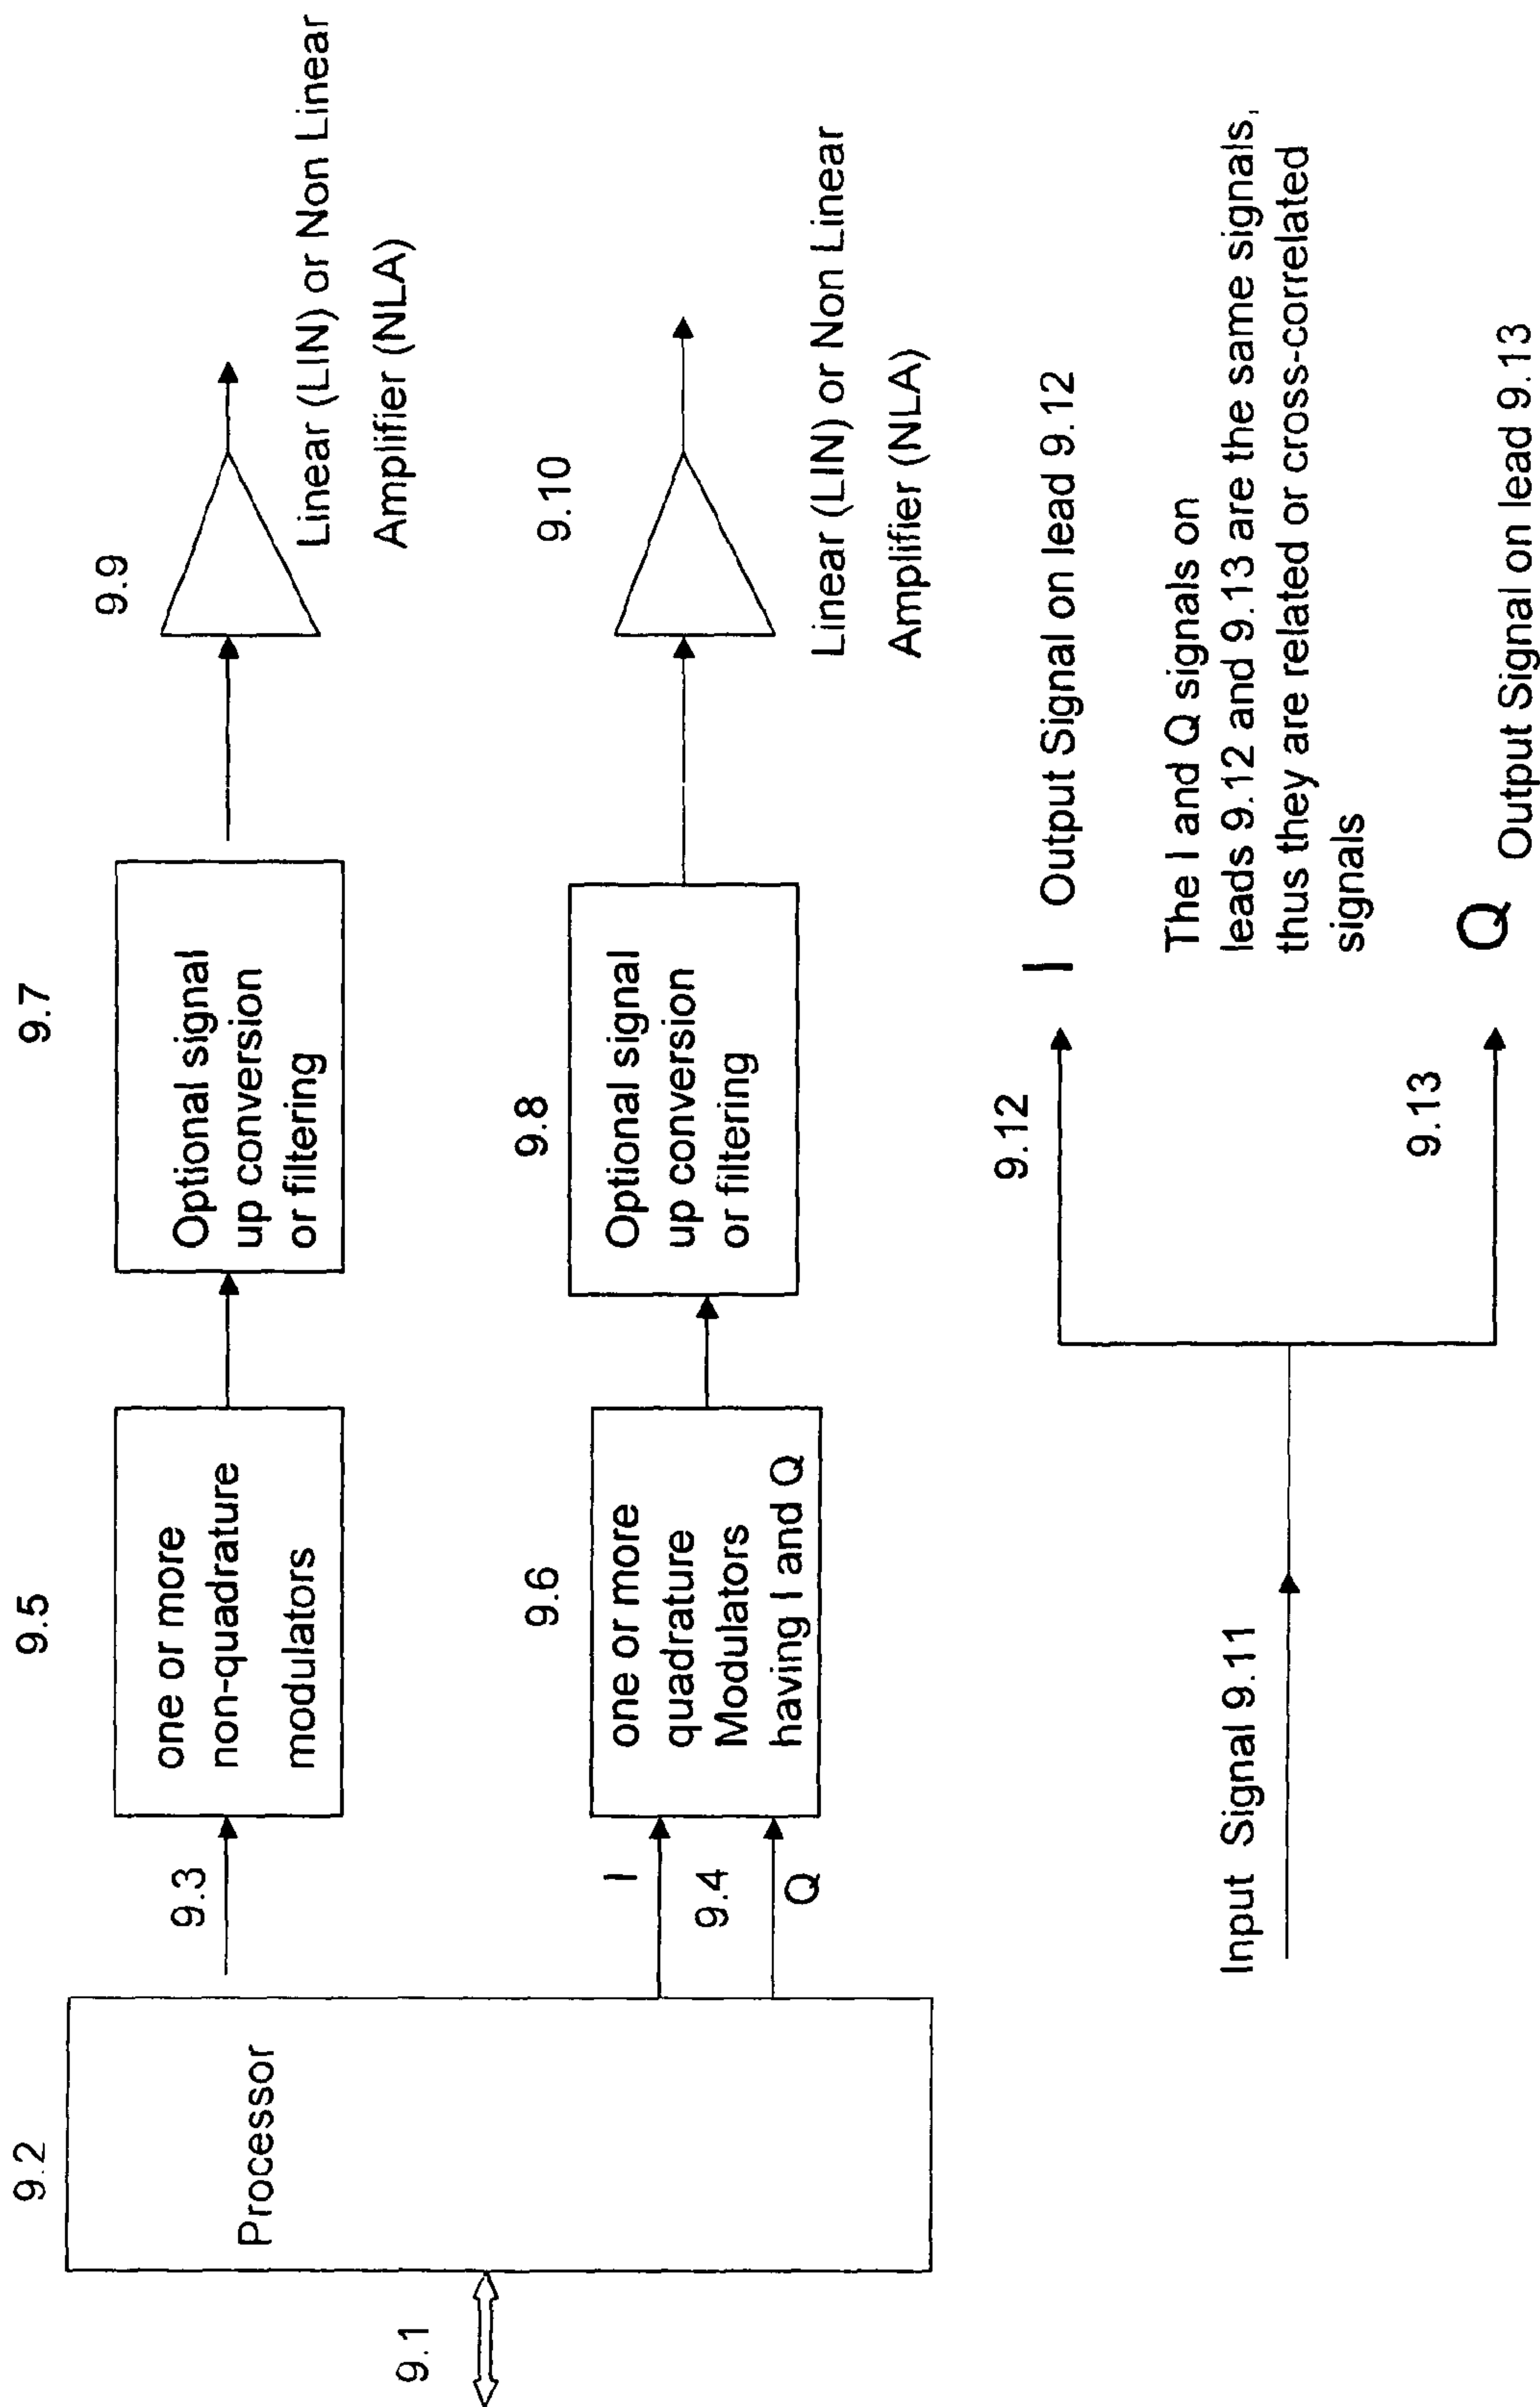 9.1
9.2
Processor
9.3
I
9.4
Q
9.5
one or more
non-quadrature
modulators
9.6
one or more
quadrature
Modulators
having I and Q
9.7
Optional signal
up conversion
or filtering
9.8
Optional signal
up conversion
or filtering
9.9
Linear (LIN) or Non Linear
Amplifier (NLA)
9.10
Linear (LIN) or Non Linear
Amplifier (NLA)
Input Signal 9.11
9.12
I Output Signal on lead 9.12
The I and Q signals on
leads 9.12 and 9.13 are the same signals,
thus they are related or cross-correlated
signals
9.13
Q Output Signal on lead 9.13